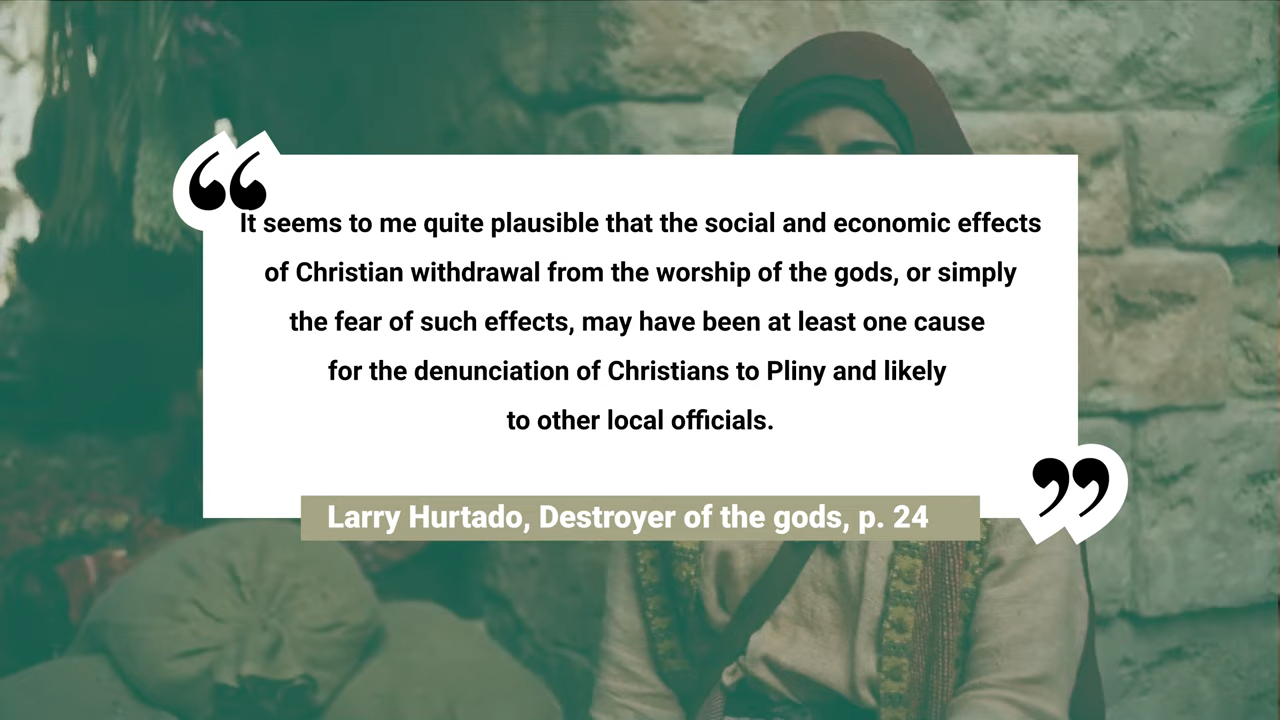 It seems to me quite plausible that the social and economic effects
of Christian withdrawal from the worship of the gods, or simply
the fear of such effects, may have been at least one cause
for the denunciation of Christians to Pliny and likely
to other local officials.
Larry Hurtado, Destroyer of the gods, p. 24